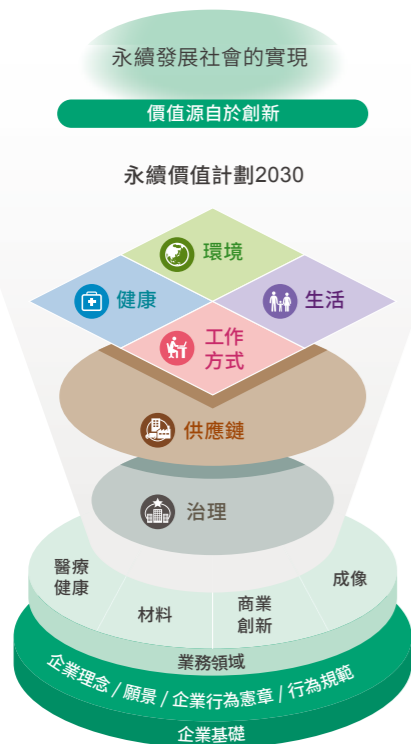 永續發展社會的實現
價值源自於創新
永續價值計劃2030
環境
健康
生活
工作
方式
供應鏈
治理
醫療
健康
材料
商業
創新
成像
業務領域
企業理念 / 願景 / 企業行為憲章 / 行為規範
企業基礎